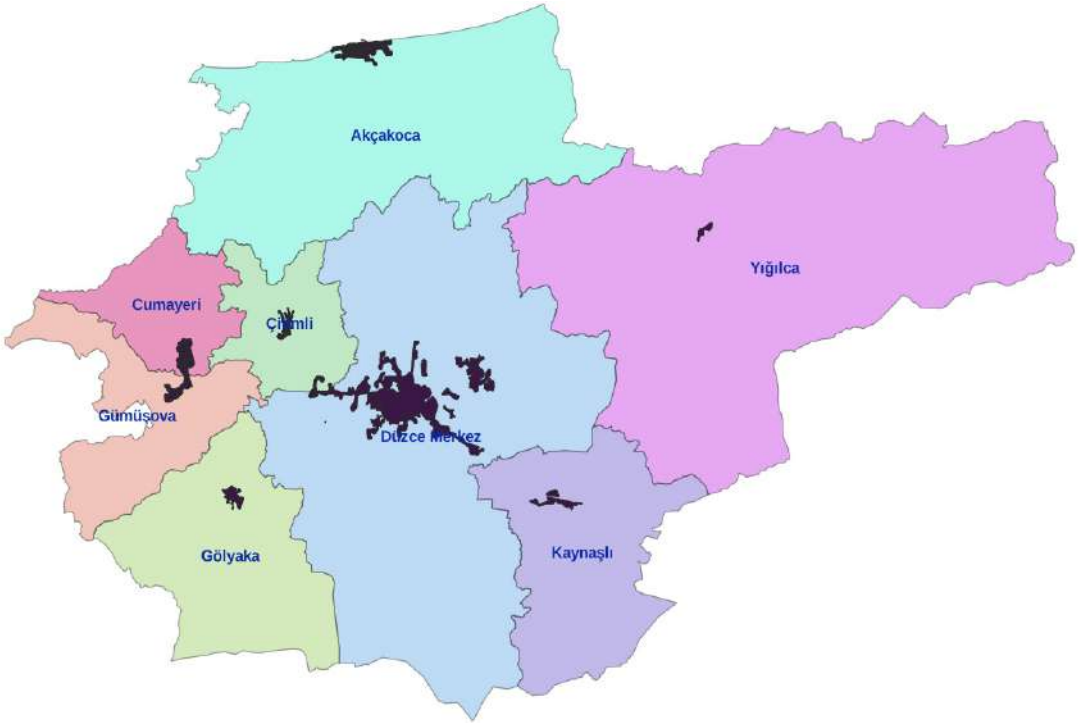 Akçakoca
Yığılca
Cumayeri
Çilimli
Gümüşova
Düzce Merkez
Gölyaka
Kaynaşlı